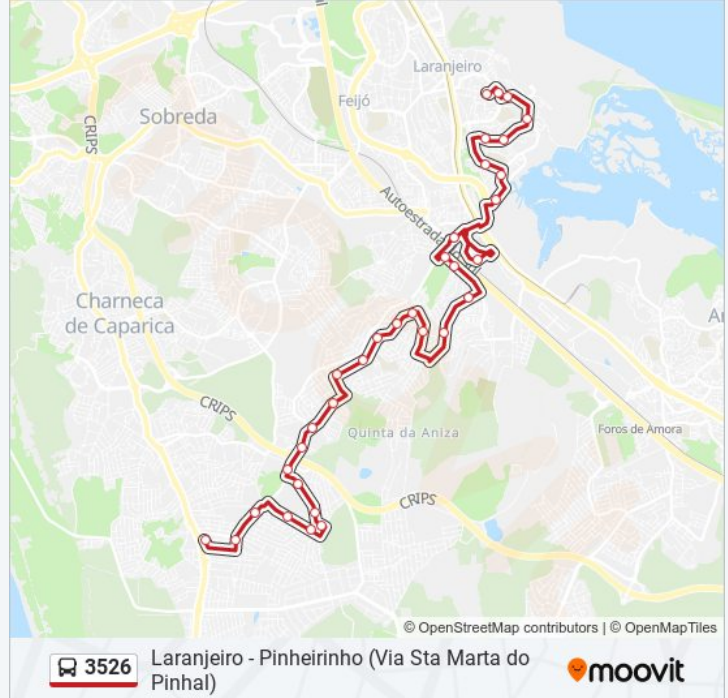 Laranjeiro
Feijó
Sobreda
CRIPS
Charneca
de Caparica
CRIPS
Quinta da Aniza
Foros de Amora
CRIPS
© OpenStreetMap contributors | © OpenMapTiles
3526
Laranjeiro - Pinheirinho (Via Sta Marta do
Pinhal)
moovit